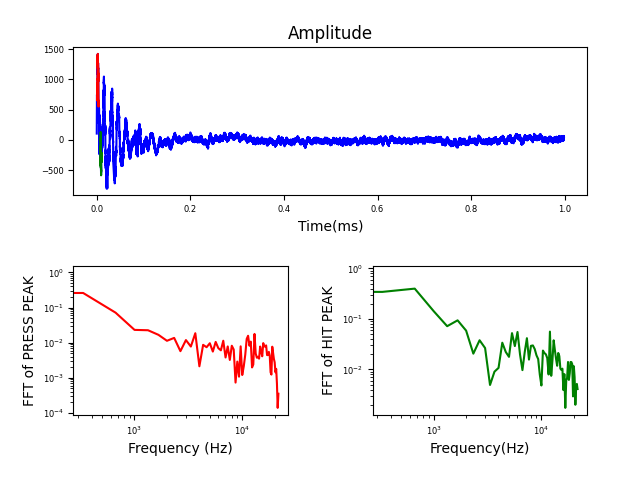 Amplitude
1500
1000
500
0
−500
0.0 0.2 0.4 0.6 0.8 1.0
Time(ms)
FFT of PRESS PEAK
10⁰
10⁻¹
10⁻²
10⁻³
10⁻⁴
10³ 10⁴
Frequency (Hz)
FFT of HIT PEAK
10⁰
10⁻¹
10⁻²
10³ 10⁴
Frequency(Hz)